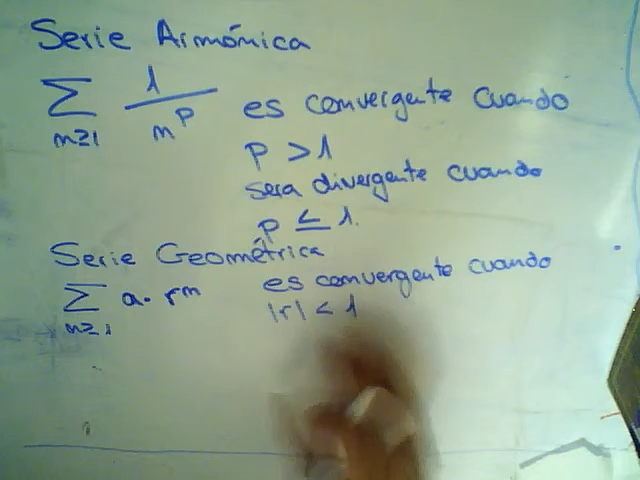 Serie Armónica
∑ n≥1 1/n^p es convergente cuando
p > 1
sera divergente cuando
p ≤ 1.
Serie Geométrica
∑ n≥1 a · r^n es convergente cuando
|r| < 1